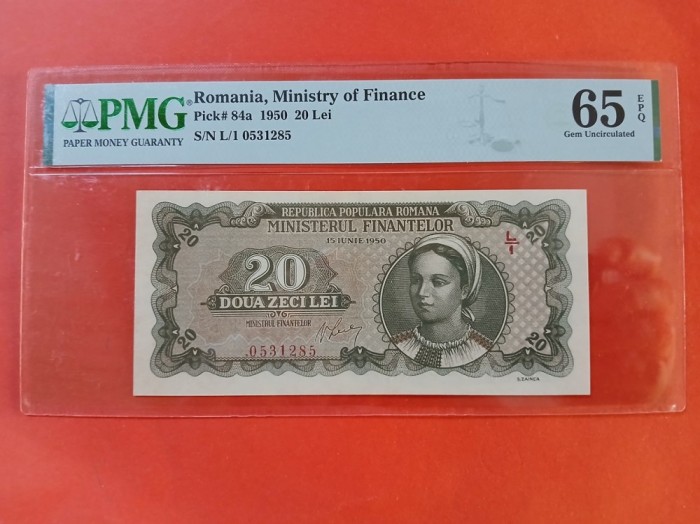 PMG®
PAPER MONEY GUARANTY
Romania, Ministry of Finance
Pick# 84a 1950 20 Lei
S/N L/1 0531285
65 EPQ
Gem Uncirculated
REPUBLICA POPULARA ROMANA
MINISTERUL FINANTELOR
15 IUNIE 1950
L/1
20
20
20
DOUA ZECI LEI
MINISTRUL FINANTELOR
0531285
20
20